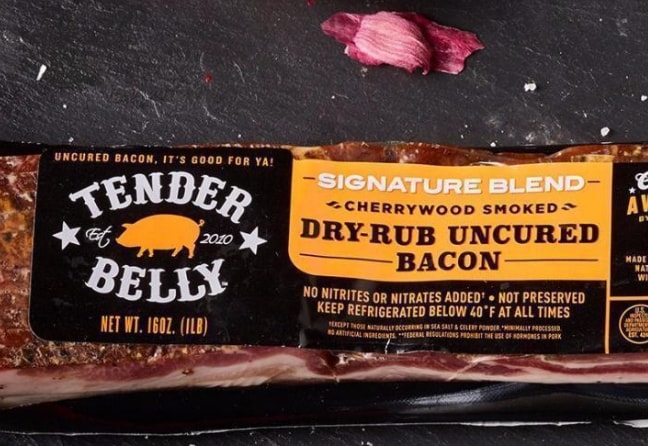 UNCURED BACON, IT'S GOOD FOR YA!
TENDER
Est. 2010
BELLY
NET WT. 16OZ. (1LB)
SIGNATURE BLEND
CHERRYWOOD SMOKED
DRY-RUB UNCURED
BACON
NO NITRITES OR NITRATES ADDED† • NOT PRESERVED
KEEP REFRIGERATED BELOW 40°F AT ALL TIMES
†EXCEPT THOSE NATURALLY OCCURRING IN SEA SALT & CELERY POWDER. *MINIMALLY PROCESSED.
NO ARTIFICIAL INGREDIENTS. **FEDERAL REGULATIONS PROHIBIT THE USE OF HORMONES IN PORK
MADE
U.S.